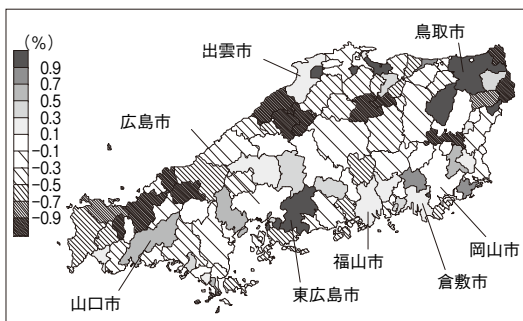 (%)
0.9
0.7
0.5
0.3
0.1
-0.1
-0.3
-0.5
-0.7
-0.9
鳥取市
出雲市
広島市
岡山市
倉敷市
福山市
東広島市
山口市